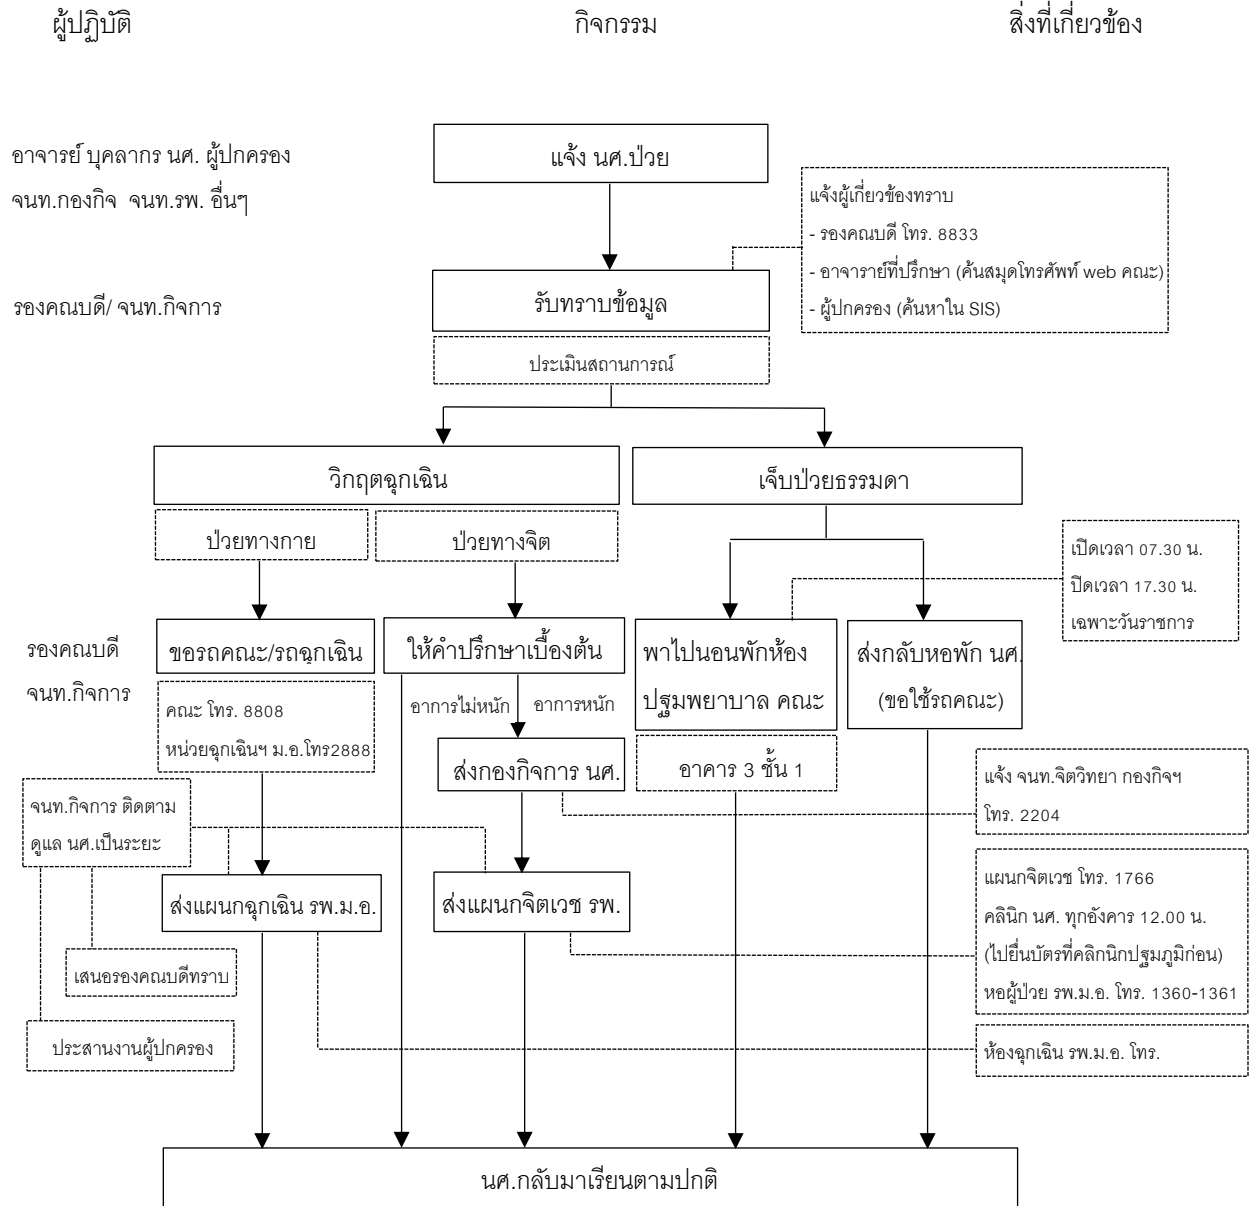 ผู้ปฏิบัติ
กิจกรรม
สิ่งที่เกี่ยวข้อง
อาจารย์ บุคลากร นศ. ผู้ปกครอง
จนท.กองกิจ จนท.รพ. อื่นๆ
แจ้ง นศ.ป่วย
แจ้งผู้เกี่ยวข้องทราบ
- รองคณบดี โทร. 8833
- อาจาราย์ที่ปรึกษา (ค้นสมุดโทรศัพท์ web คณะ)
- ผู้ปกครอง (ค้นหาใน SIS)
รองคณบดี/ จนท.กิจการ
รับทราบข้อมูล
ประเมินสถานการณ์
วิกฤตฉุกเฉิน
เจ็บป่วยธรรมดา
ป่วยทางกาย
ป่วยทางจิต
เปิดเวลา 07.30 น.
ปิดเวลา 17.30 น.
เฉพาะวันราชการ
รองคณบดี
จนท.กิจการ
ขอรถคณะ/รถฉุกเฉิน
ให้คำปรึกษาเบื้องต้น
พาไปนอนพักห้อง
ปฐมพยาบาล คณะ
ส่งกลับหอพัก นศ.
(ขอใช้รถคณะ)
คณะ โทร. 8808
หน่วยฉุกเฉินฯ ม.อ.โทร2888
อาการไม่หนัก
อาการหนัก
ส่งกองกิจการ นศ.
อาคาร 3 ชั้น 1
แจ้ง จนท.จิตวิทยา กองกิจฯ
โทร. 2204
จนท.กิจการ ติดตาม
ดูแล นศ.เป็นระยะ
ส่งแผนกฉุกเฉิน รพ.ม.อ.
ส่งแผนกจิตเวช รพ.
แผนกจิตเวช โทร. 1766
คลินิก นศ. ทุกอังคาร 12.00 น.
(ไปยื่นบัตรที่คลิกนิกปฐมภูมิก่อน)
หอผู้ป่วย รพ.ม.อ. โทร. 1360-1361
เสนอรองคณบดีทราบ
ประสานงานผู้ปกครอง
ห้องฉุกเฉิน รพ.ม.อ. โทร.
นศ.กลับมาเรียนตามปกติ